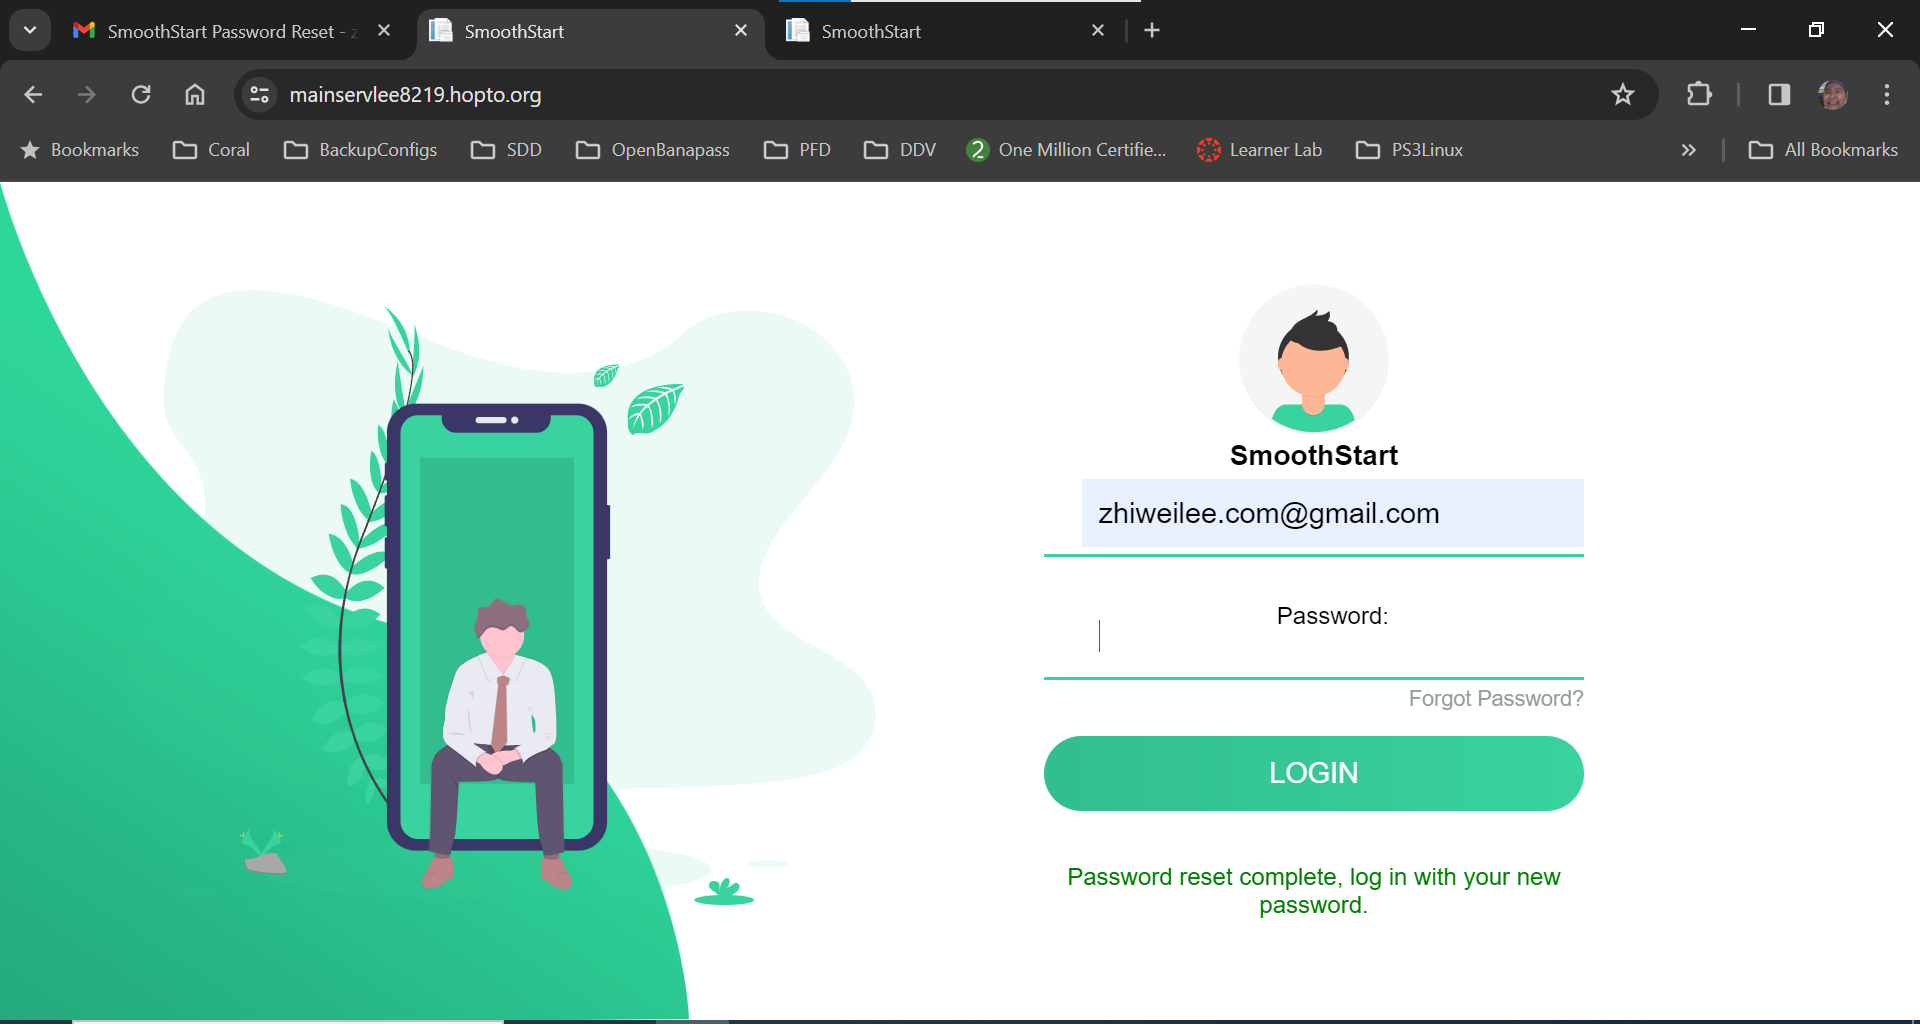 SmoothStart Password Reset - z
SmoothStart
SmoothStart
mainservlee8219.hopto.org
Bookmarks
Coral
BackupConfigs
SDD
OpenBanapass
PFD
DDV
2 One Million Certifie...
Learner Lab
PS3Linux
All Bookmarks
SmoothStart
zhiweilee.com@gmail.com
Password:
Forgot Password?
LOGIN
Password reset complete, log in with your new
password.